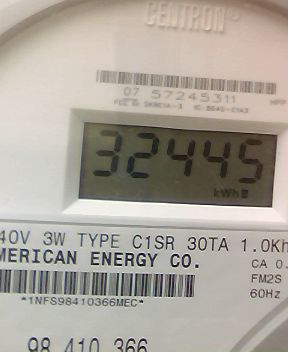 CENTRON®
07 57245311
32445
kWh
40V 3W TYPE C1SR 30TA 1.0Kh
MERICAN ENERGY CO.
CA 0.
FM2S
*1NFS98410366MEC*
60Hz
98 410 366